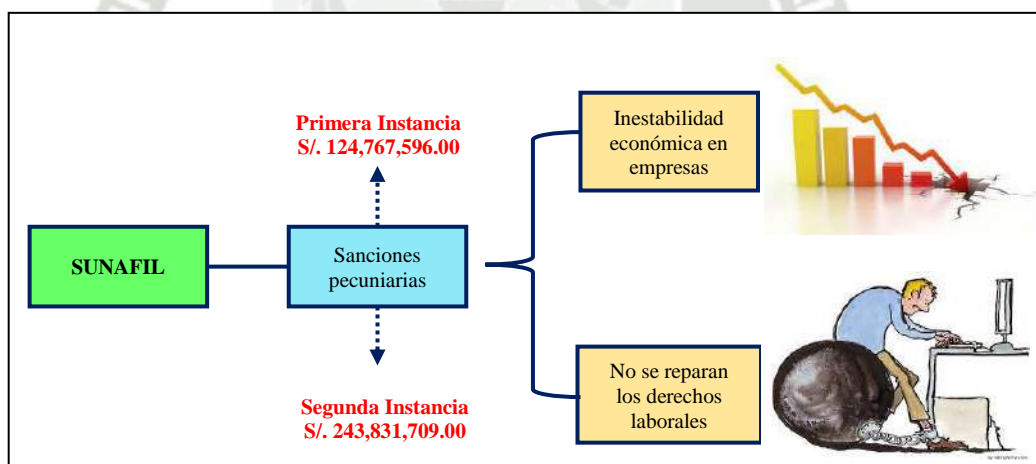 Primera Instancia
S/. 124,767,596.00
SUNAFIL
Sanciones
pecuniarias
Segunda Instancia
S/. 243,831,709.00
Inestabilidad
económica en
empresas
No se reparan
los derechos
laborales